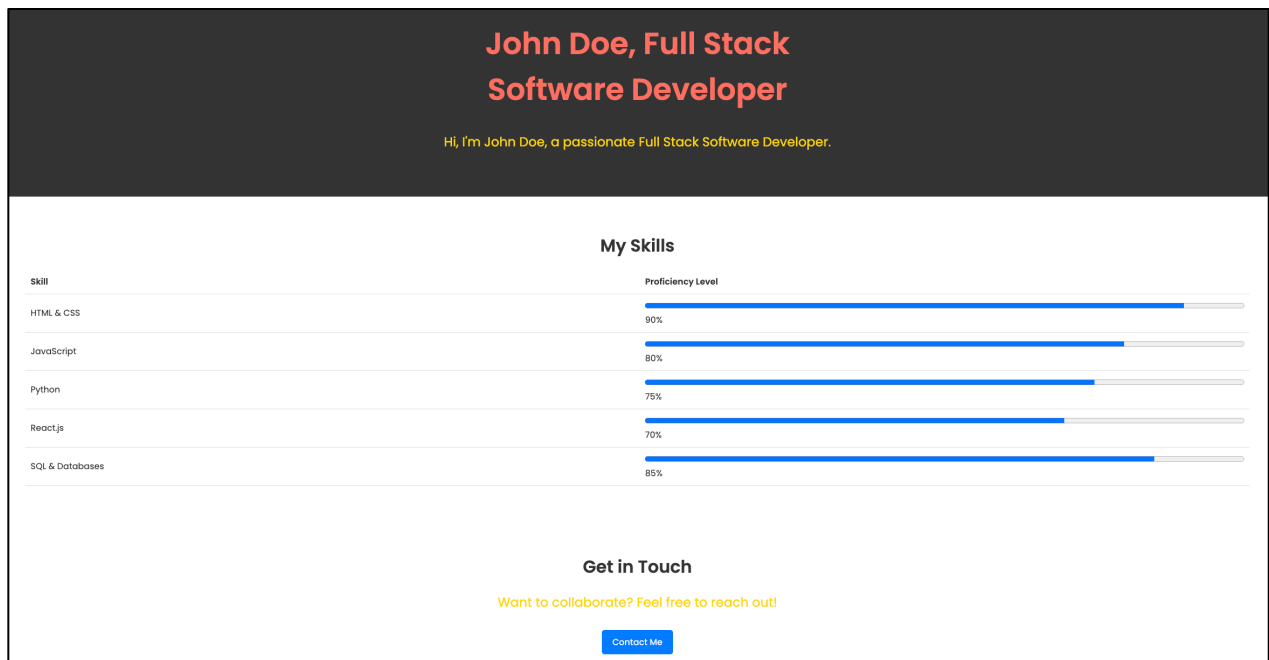 John Doe, Full Stack
Software Developer
Hi, I'm John Doe, a passionate Full Stack Software Developer.
My Skills
Skill Proficiency Level
HTML & CSS
90%
JavaScript
80%
Python
75%
React.js
70%
SQL & Databases
85%
Get in Touch
Want to collaborate? Feel free to reach out!
Contact Me